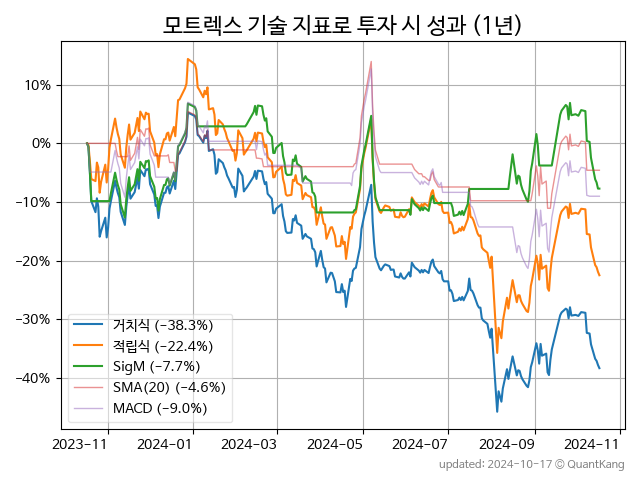 모트렉스 기술 지표로 투자 시 성과 (1년)
10%
0%
−10%
−20%
−30%
−40%
거치식 (−38.3%)
적립식 (−22.4%)
SigM (−7.7%)
SMA(20) (−4.6%)
MACD (−9.0%)
2023−11
2024−01
2024−03
2024−05
2024−07
2024−09
2024−11
updated: 2024-10-17 © QuantKang